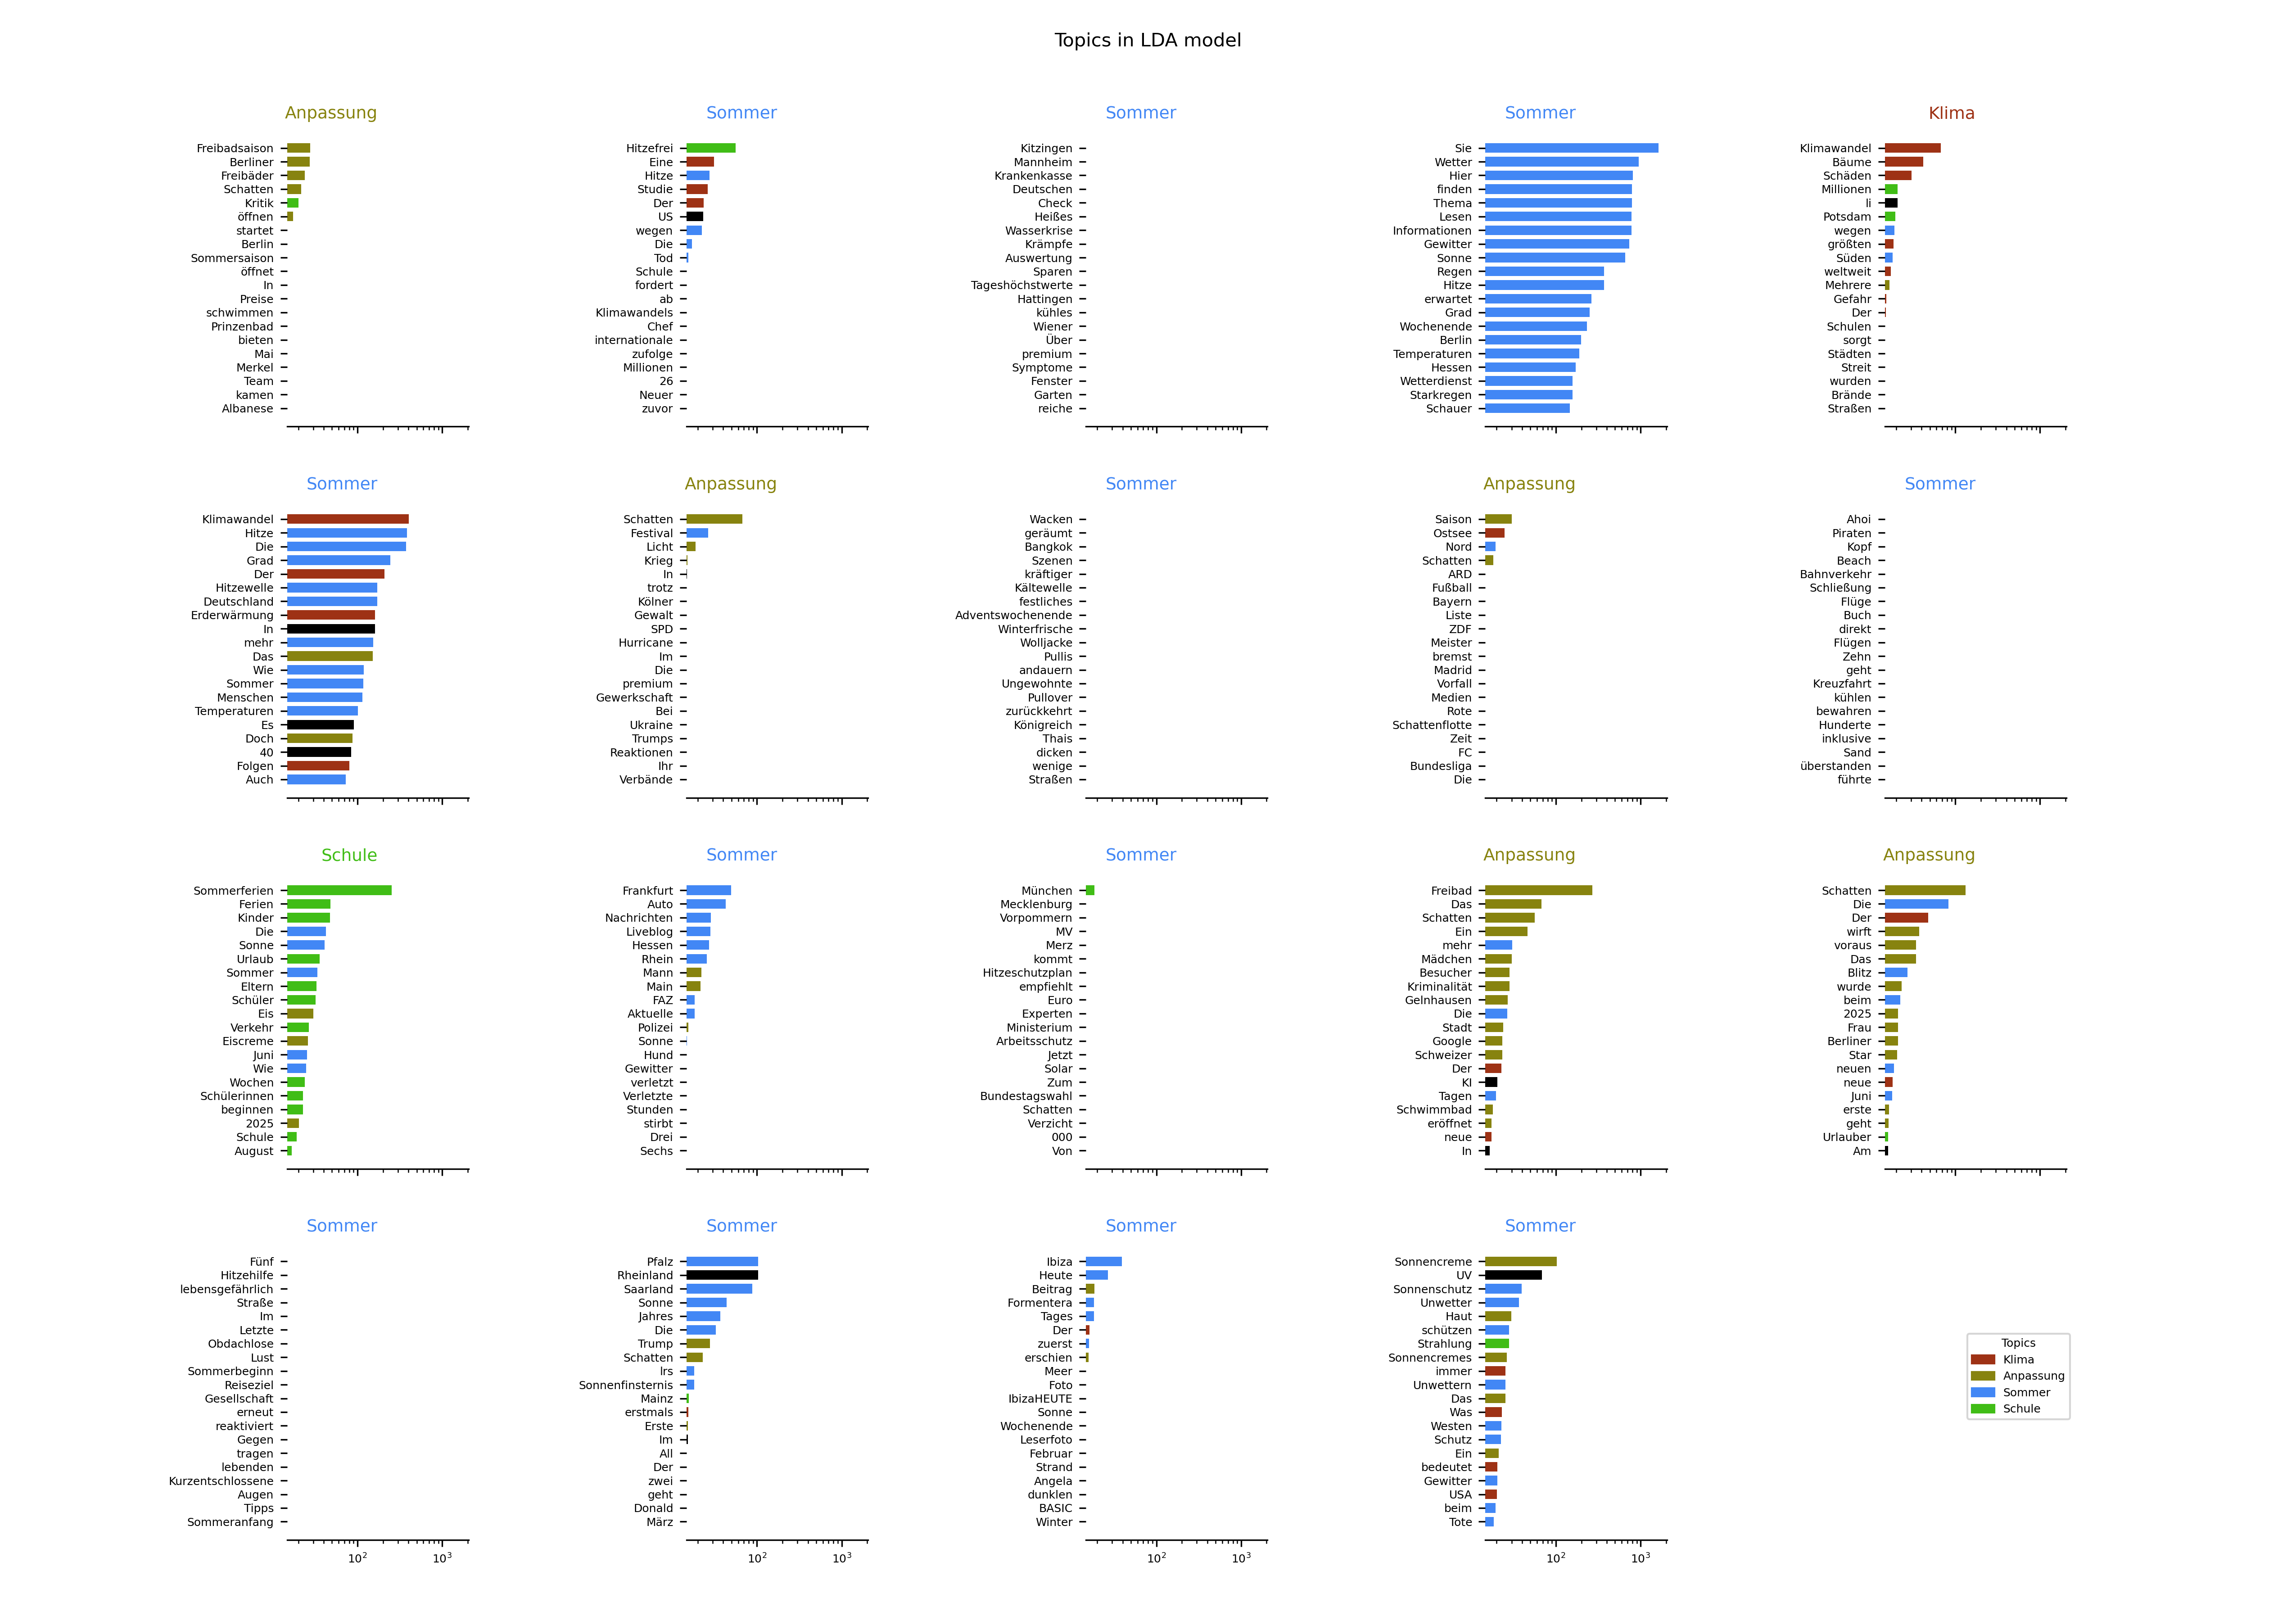 Topics in LDA model
Anpassung
Freibadsaison
Berliner
Freibäder
Schatten
Kritik
öffnen
startet
Berlin
Sommersaison
öffnet
In
Preise
schwimmen
Prinzenbad
bieten
Mai
Merkel
Team
kamen
Albanese
Sommer
Hitzefrei
Eine
Hitze
Studie
Der
US
wegen
Die
Tod
Schule
fordert
ab
Klimawandels
Chef
internationale
zufolge
Millionen
26
Neuer
zuvor
Sommer
Kitzingen
Mannheim
Krankenkasse
Deutschen
Check
Heißes
Wasserkrise
Krämpfe
Auswertung
Sparen
Tageshöchstwerte
Hattingen
kühles
Wiener
Über
premium
Symptome
Fenster
Garten
reiche
Sommer
Sie
Wetter
Hier
finden
Thema
Lesen
Informationen
Gewitter
Sonne
Regen
Hitze
erwartet
Grad
Wochenende
Berlin
Temperaturen
Hessen
Wetterdienst
Starkregen
Schauer
Klima
Klimawandel
Bäume
Schäden
Millionen
li
Potsdam
wegen
größten
Süden
weltweit
Mehrere
Gefahr
Der
Schulen
sorgt
Städten
Streit
wurden
Brände
Straßen
Sommer
Klimawandel
Hitze
Die
Grad
Der
Hitzewelle
Deutschland
Erderwärmung
In
mehr
Das
Wie
Sommer
Menschen
Temperaturen
Es
Doch
40
Folgen
Auch
Anpassung
Schatten
Festival
Licht
Krieg
In
trotz
Kölner
Gewalt
SPD
Hurricane
Im
Die
premium
Gewerkschaft
Bei
Ukraine
Trumps
Reaktionen
Ihr
Verbände
Sommer
Wacken
geräumt
Bangkok
Szenen
kräftiger
Kältewelle
festliches
Adventswochenende
Winterfrische
Wolljacke
Pullis
andauern
Ungewohnte
Pullover
zurückkehrt
Königreich
Thais
dicken
wenige
Straßen
Anpassung
Saison
Ostsee
Nord
Schatten
ARD
Fußball
Bayern
Liste
ZDF
Meister
bremst
Madrid
Vorfall
Medien
Rote
Schattenflotte
Zeit
FC
Bundesliga
Die
Sommer
Ahoi
Piraten
Kopf
Beach
Bahnverkehr
Schließung
Flüge
Buch
direkt
Flügen
Zehn
geht
Kreuzfahrt
kühlen
bewahren
Hunderte
inklusive
Sand
überstanden
führte
Schule
Sommerferien
Ferien
Kinder
Die
Sonne
Urlaub
Sommer
Eltern
Schüler
Eis
Verkehr
Eiscreme
Juni
Wie
Wochen
Schülerinnen
beginnen
2025
Schule
August
Sommer
Frankfurt
Auto
Nachrichten
Liveblog
Hessen
Rhein
Mann
Main
FAZ
Aktuelle
Polizei
Sonne
Hund
Gewitter
verletzt
Verletzte
Stunden
stirbt
Drei
Sechs
Sommer
München
Mecklenburg
Vorpommern
MV
Merz
kommt
Hitzeschutzplan
empfiehlt
Euro
Experten
Ministerium
Arbeitsschutz
Jetzt
Solar
Zum
Bundestagswahl
Schatten
Verzicht
000
Von
Anpassung
Freibad
Das
Schatten
Ein
mehr
Mädchen
Besucher
Kriminalität
Gelnhausen
Die
Stadt
Google
Schweizer
Der
KI
Tagen
Schwimmbad
eröffnet
neue
In
Anpassung
Schatten
Die
Der
wirft
voraus
Das
Blitz
wurde
beim
2025
Frau
Berliner
Star
neuen
neue
Juni
erste
geht
Urlauber
Am
Sommer
Fünf
Hitzehilfe
lebensgefährlich
Straße
Im
Letzte
Obdachlose
Lust
Sommerbeginn
Reiseziel
Gesellschaft
erneut
reaktiviert
Gegen
tragen
lebenden
Kurzentschlossene
Augen
Tipps
Sommeranfang
10²
10³
Sommer
Pfalz
Rheinland
Saarland
Sonne
Jahres
Die
Trump
Schatten
lrs
Sonnenfinsternis
Mainz
erstmals
Erste
Im
All
Der
zwei
geht
Donald
März
10²
10³
Sommer
Ibiza
Heute
Beitrag
Formentera
Tages
Der
zuerst
erschien
Meer
Foto
IbizaHEUTE
Sonne
Wochenende
Leserfoto
Februar
Strand
Angela
dunklen
BASIC
Winter
10²
10³
Sommer
Sonnencreme
UV
Sonnenschutz
Unwetter
Haut
schützen
Strahlung
Sonnencremes
immer
Unwettern
Das
Was
Westen
Schutz
Ein
bedeutet
Gewitter
USA
beim
Tote
10²
10³
Topics
Klima
Anpassung
Sommer
Schule